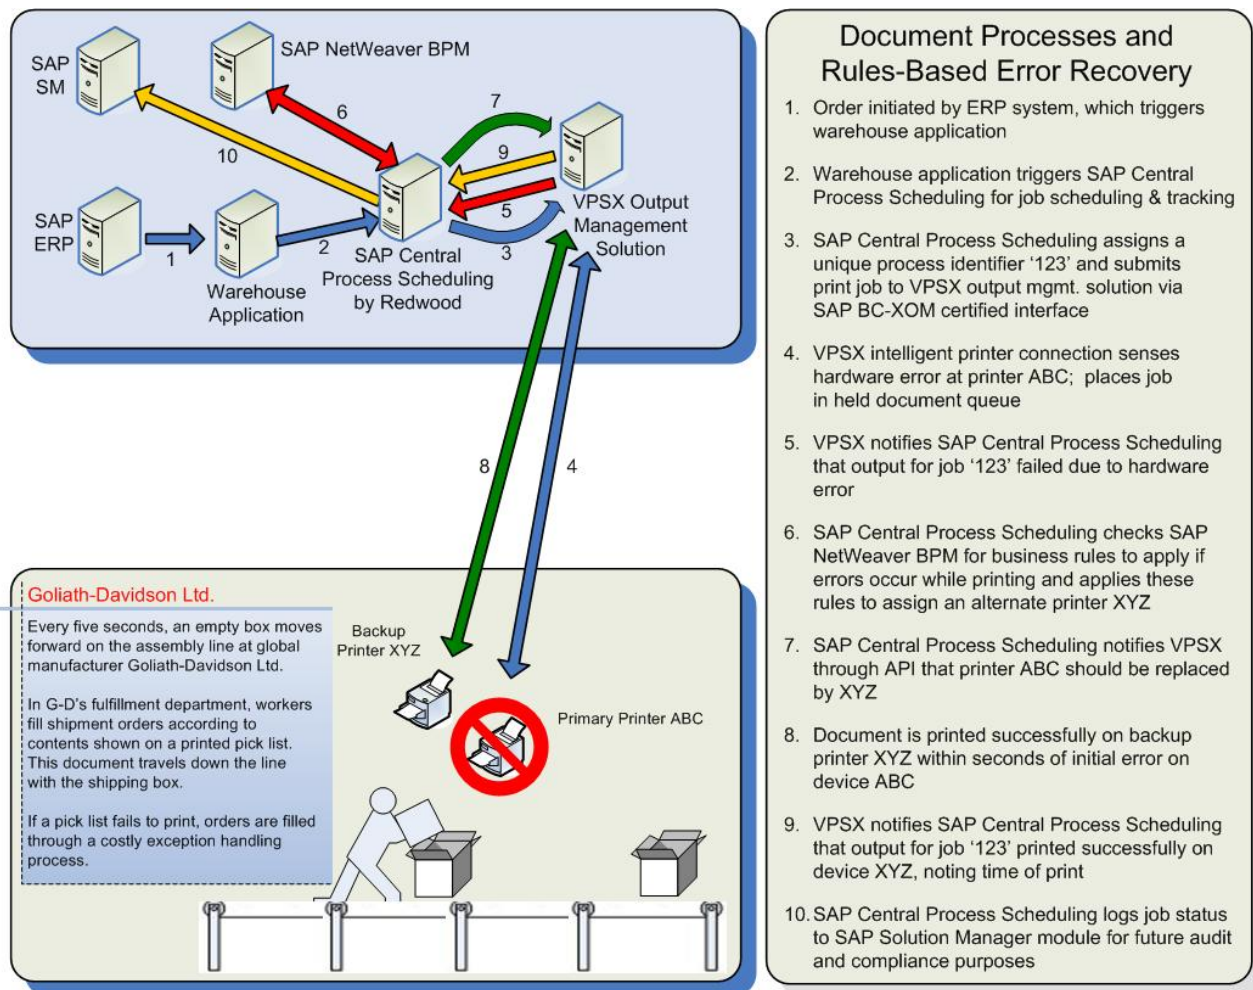 SAP
SM
SAP NetWeaver BPM
6
10
7
9
5
3
SAP
ERP
1
2
Warehouse
Application
SAP Central
Process Scheduling
by Redwood
VPSX Output
Management
Solution
8
4
Goliath-Davidson Ltd.
Every five seconds, an empty box moves
forward on the assembly line at global
manufacturer Goliath-Davidson Ltd.
In G-D's fulfillment department, workers
fill shipment orders according to
contents shown on a printed pick list.
This document travels down the line
with the shipping box.
If a pick list fails to print, orders are filled
through a costly exception handling
process.
Backup
Printer XYZ
Primary Printer ABC
Document Processes and
Rules-Based Error Recovery
1. Order initiated by ERP system, which triggers
warehouse application
2. Warehouse application triggers SAP Central
Process Scheduling for job scheduling & tracking
3. SAP Central Process Scheduling assigns a
unique process identifier '123' and submits
print job to VPSX output mgmt. solution via
SAP BC-XOM certified interface
4. VPSX intelligent printer connection senses
hardware error at printer ABC; places job
in held document queue
5. VPSX notifies SAP Central Process Scheduling
that output for job '123' failed due to hardware
error
6. SAP Central Process Scheduling checks SAP
NetWeaver BPM for business rules to apply if
errors occur while printing and applies these
rules to assign an alternate printer XYZ
7. SAP Central Process Scheduling notifies VPSX
through API that printer ABC should be replaced
by XYZ
8. Document is printed successfully on backup
printer XYZ within seconds of initial error on
device ABC
9. VPSX notifies SAP Central Process Scheduling
that output for job '123' printed successfully on
device XYZ, noting time of print
10. SAP Central Process Scheduling logs job status
to SAP Solution Manager module for future audit
and compliance purposes